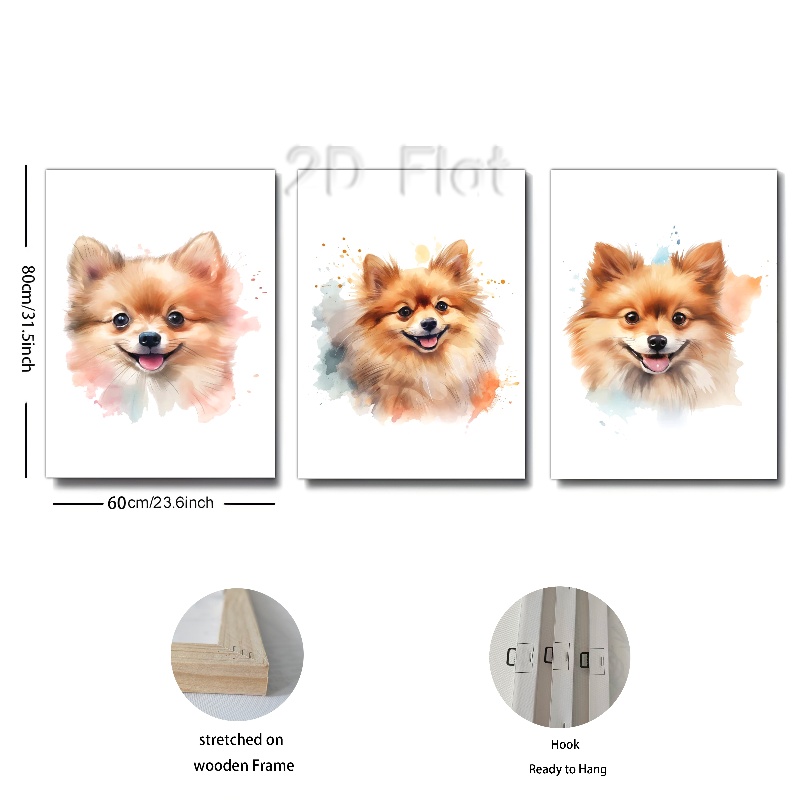 2D Flat
80cm/31.5inch
60cm/23.6inch
stretched on
wooden Frame
Hook
Ready to Hang